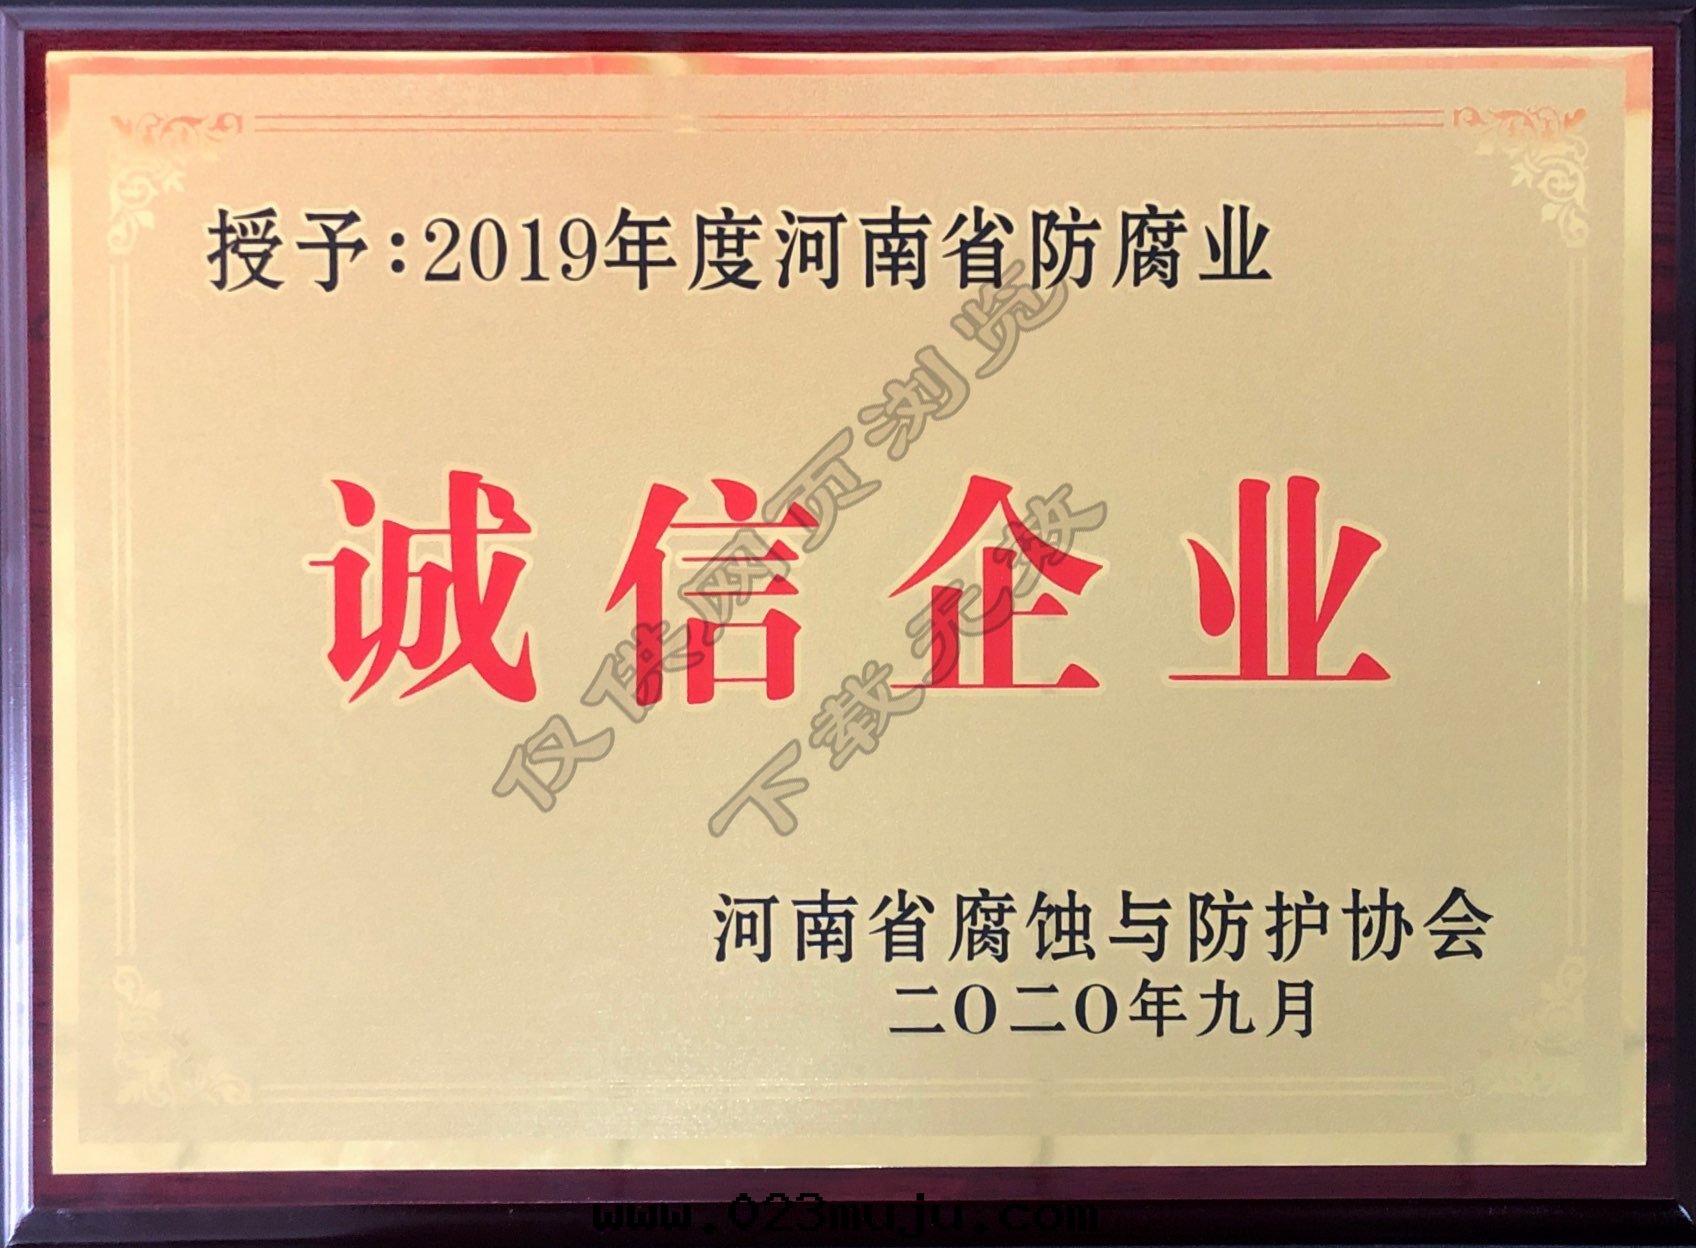 授予:2019年度河南省防腐业
诚信企业
仅供网页浏览
下载无效
河南省腐蚀与防护协会
二〇二〇年九月
www.023muju.com